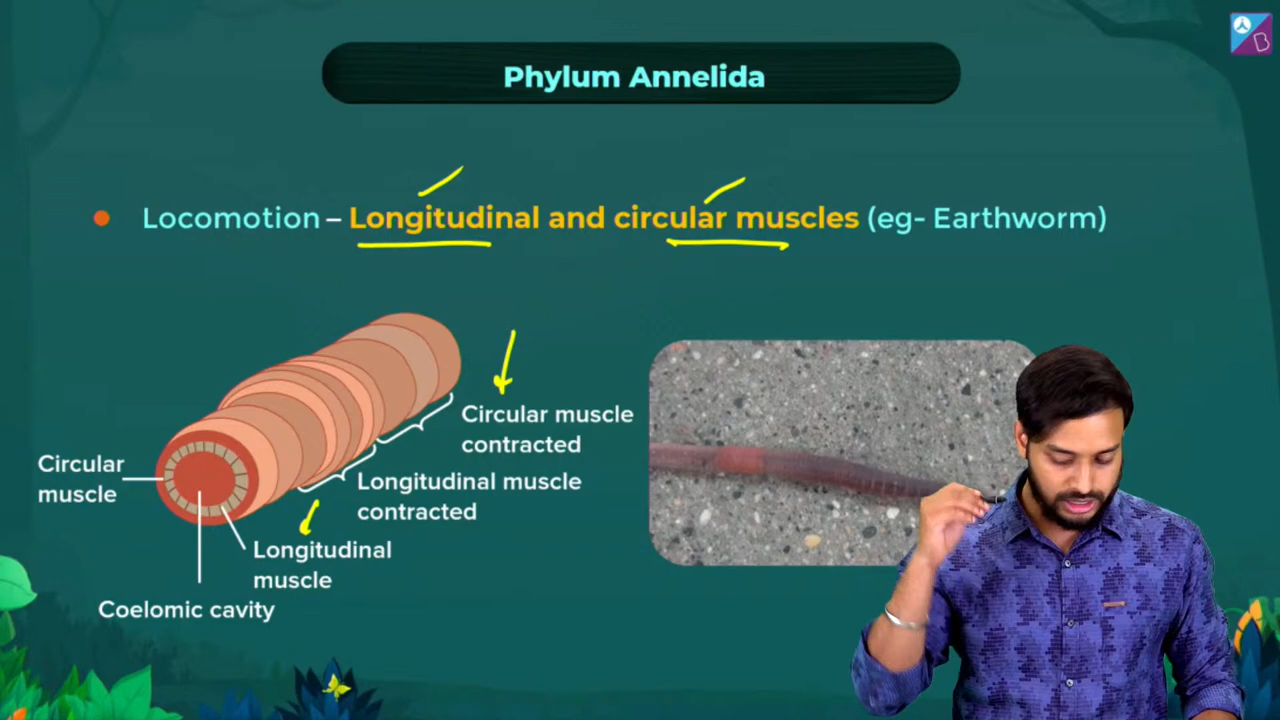 Phylum Annelida
Locomotion – Longitudinal and circular muscles (eg- Earthworm)
Circular muscle
contracted
Circular
muscle
Longitudinal muscle
contracted
Longitudinal
muscle
Coelomic cavity
B